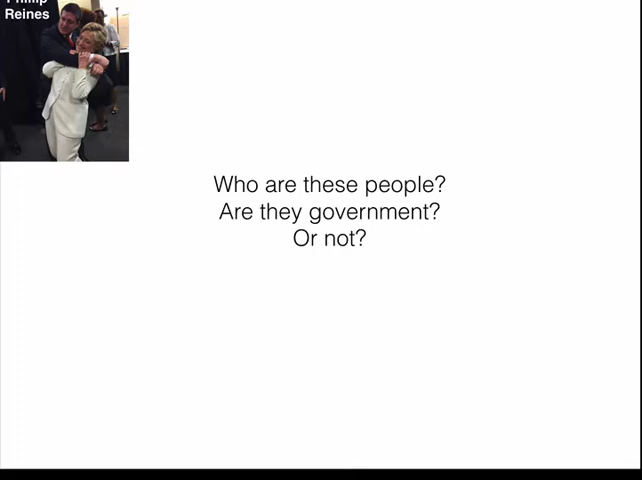 Reines
Who are these people?
Are they government?
Or not?